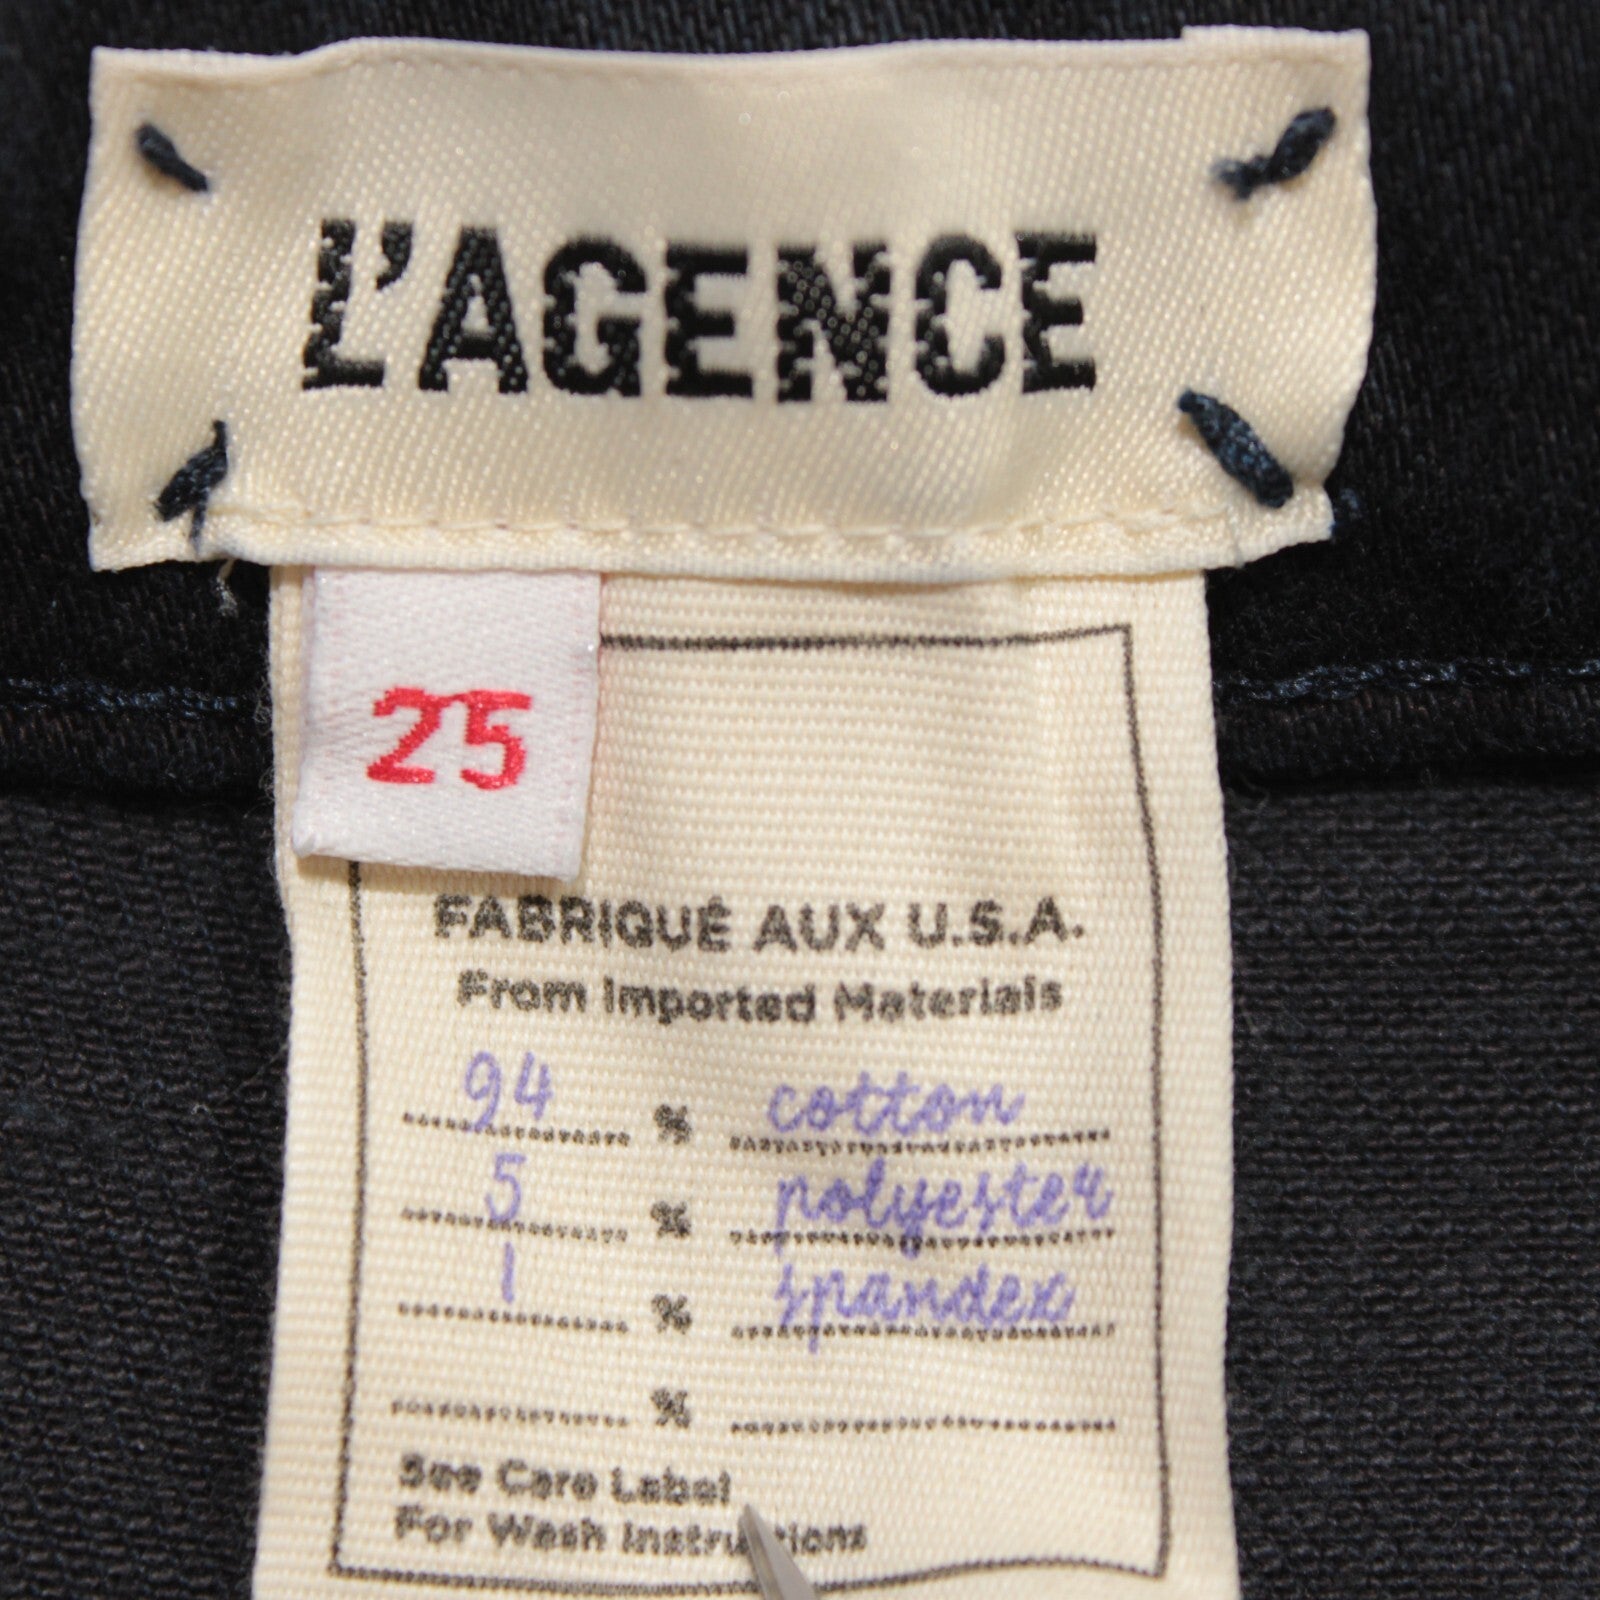 L'AGENCE
25
FABRIQUÉ AUX U.S.A.
From Imported Materials
94 % cotton
5 % polyester
1 % spandex
%
See Care Label
For Wash Instructions